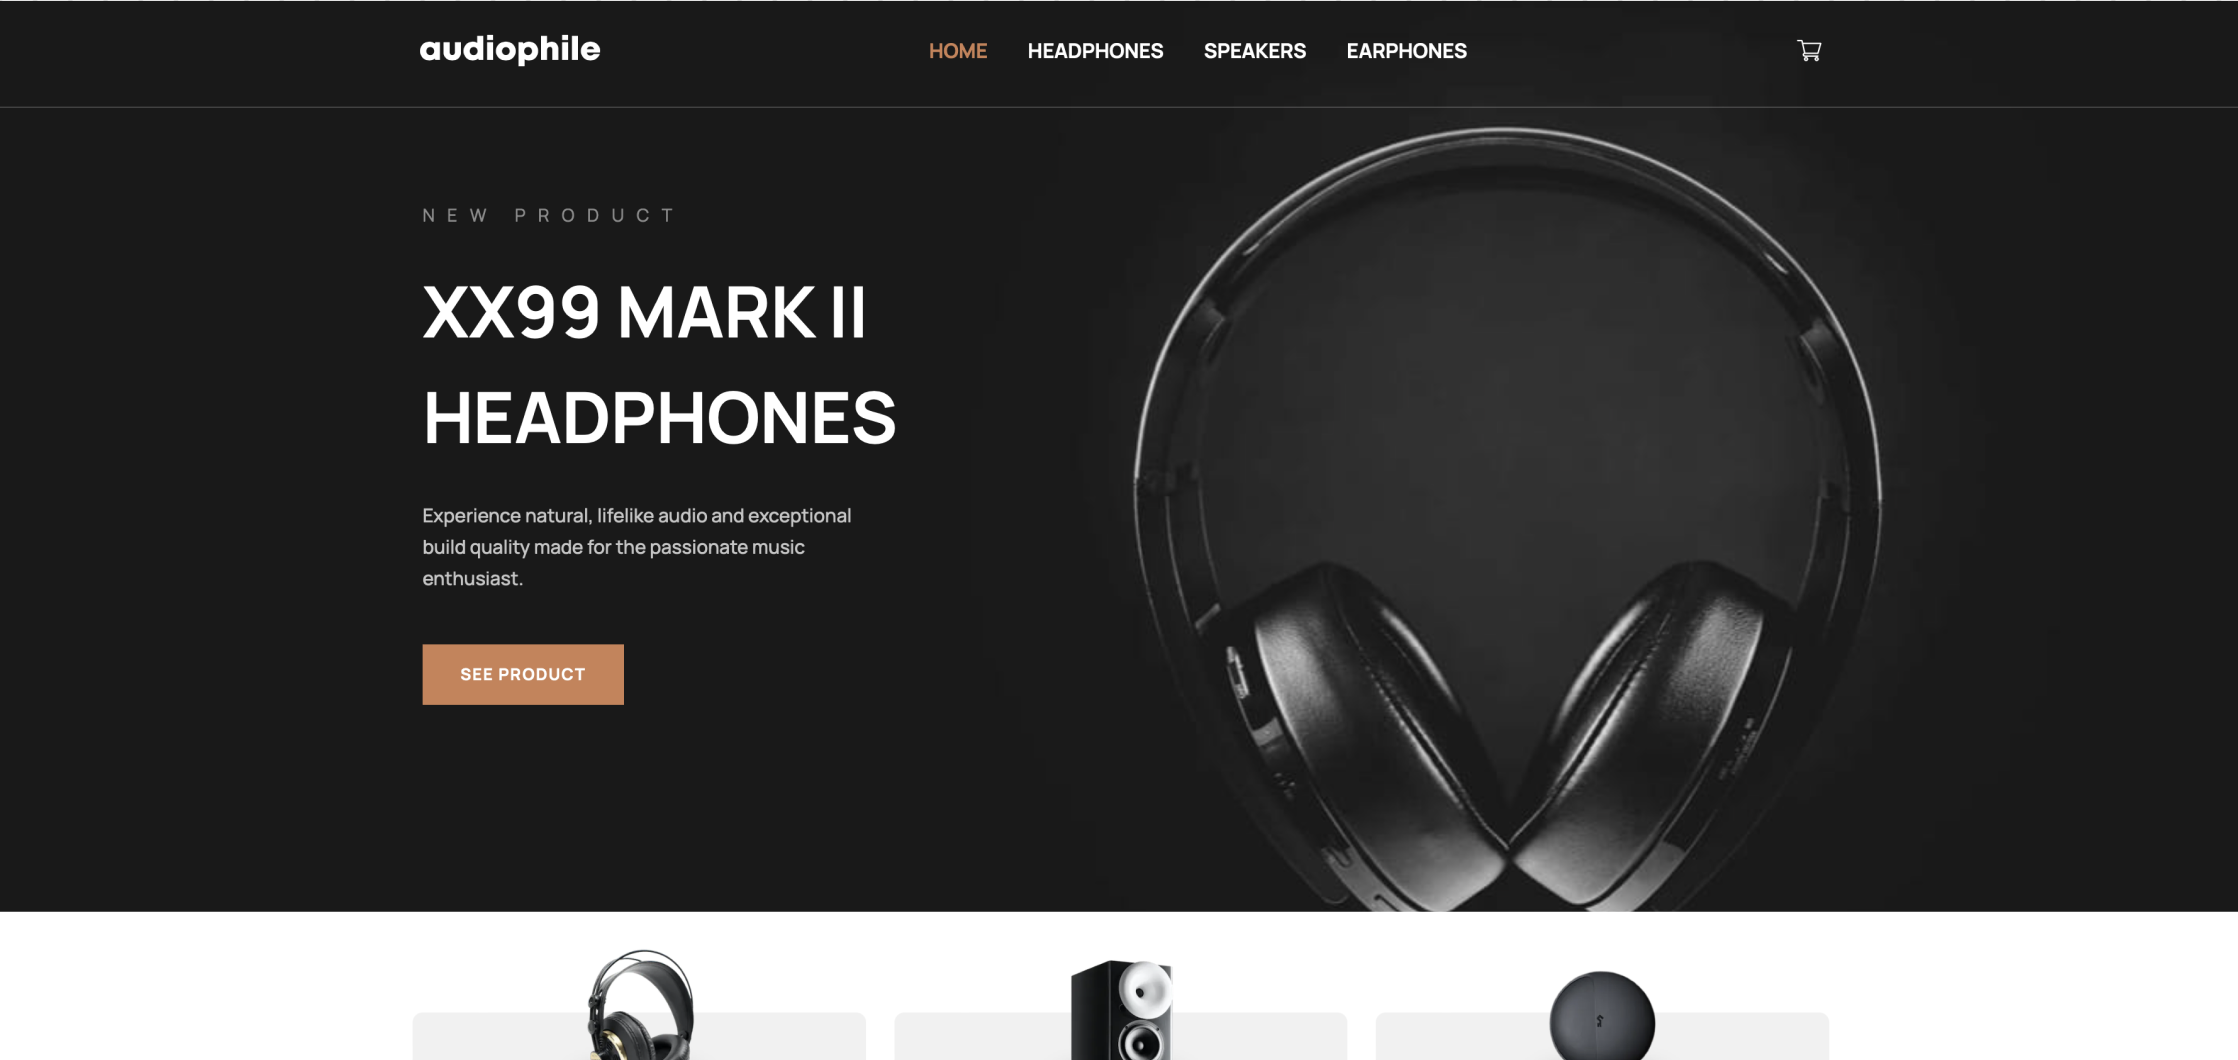 audiophile
HOME HEADPHONES SPEAKERS EARPHONES
NEW PRODUCT
XX99 MARK II
HEADPHONES
Experience natural, lifelike audio and exceptional
build quality made for the passionate music
enthusiast.
SEE PRODUCT